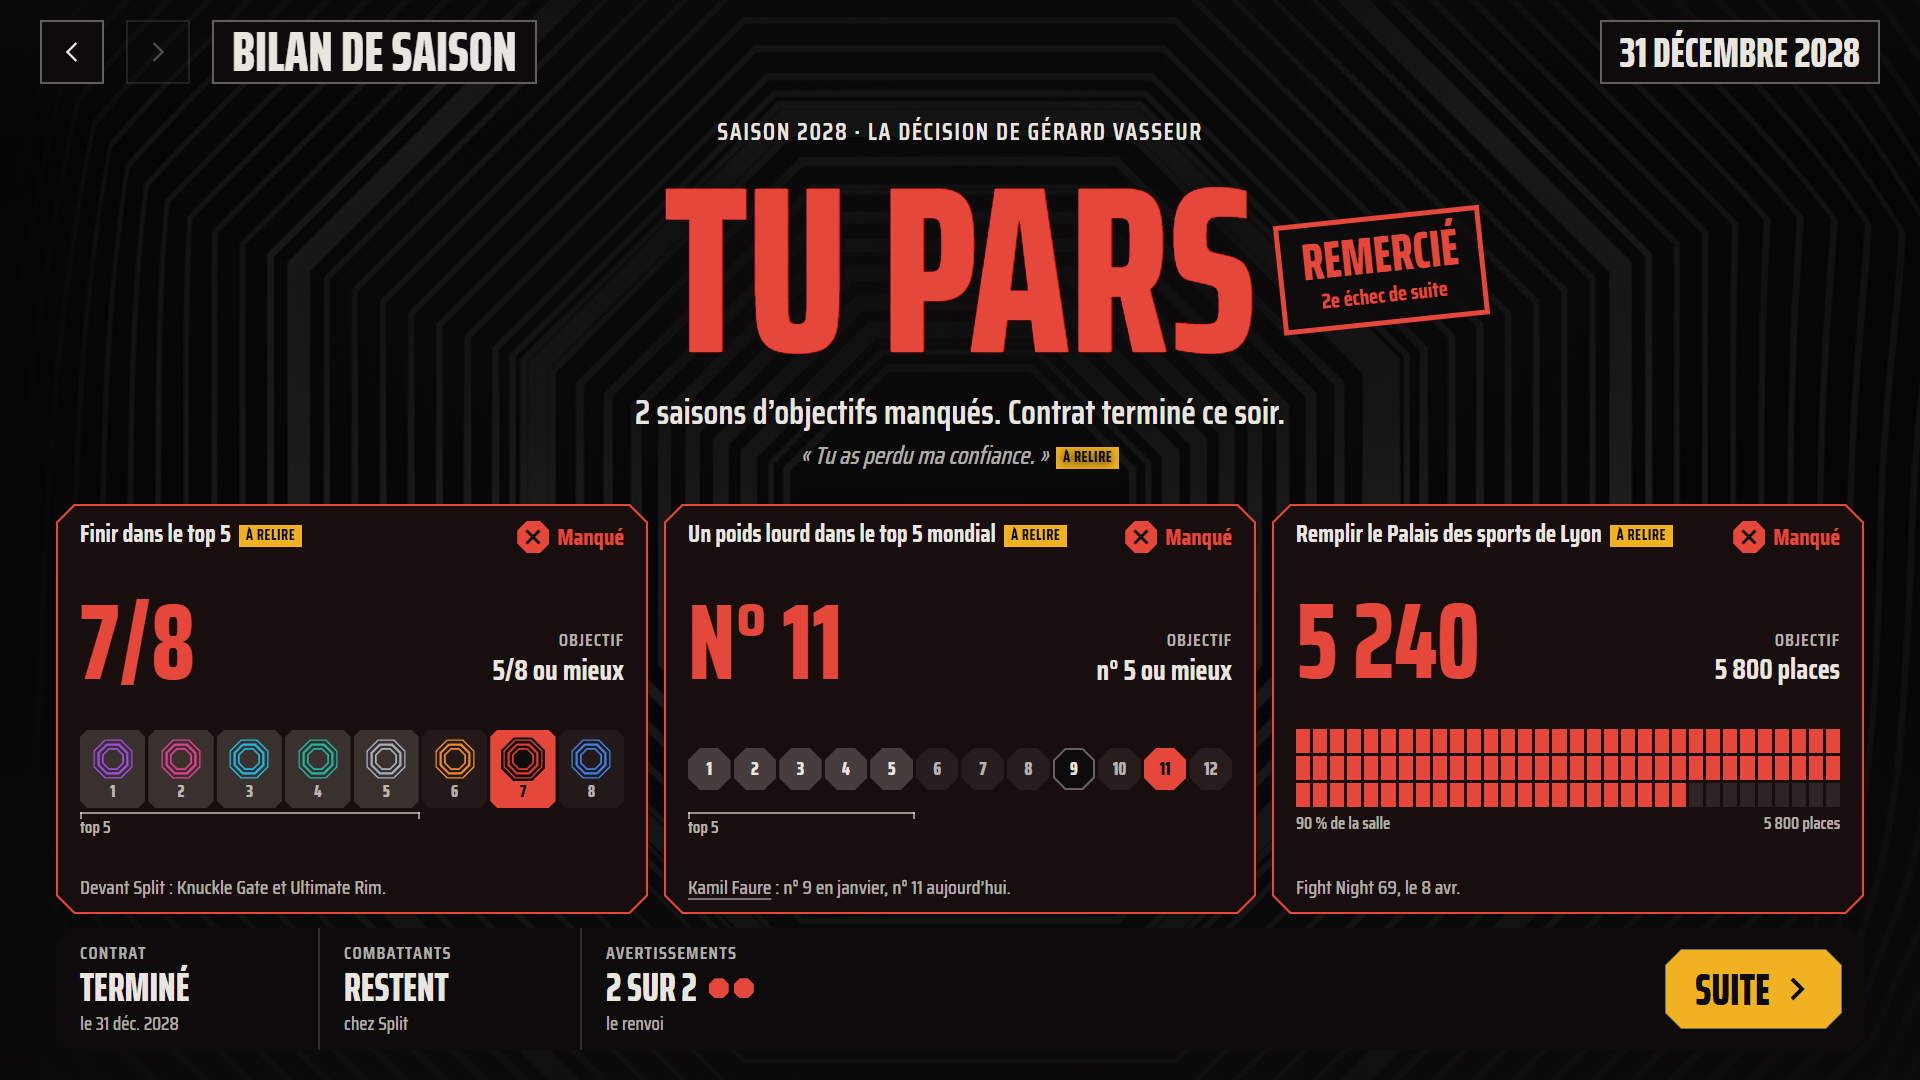 BILAN DE SAISON
31 DÉCEMBRE 2028
SAISON 2028 · LA DÉCISION DE GÉRARD VASSEUR
TU PARS
REMERCIÉ
2e échec de suite
2 saisons d’objectifs manqués. Contrat terminé ce soir.
« Tu as perdu ma confiance. » À RELIRE
Finir dans le top 5 À RELIRE
Manqué
7/8
OBJECTIF
5/8 ou mieux
1 2 3 4 5 6 7 8
top 5
Devant Split : Knuckle Gate et Ultimate Rim.
Un poids lourd dans le top 5 mondial À RELIRE
Manqué
Nº 11
OBJECTIF
nº 5 ou mieux
1 2 3 4 5 6 7 8 9 10 11 12
top 5
Kamil Faure : nº 9 en janvier, nº 11 aujourd’hui.
Remplir le Palais des sports de Lyon À RELIRE
Manqué
5 240
OBJECTIF
5 800 places
90 % de la salle
5 800 places
Fight Night 69, le 8 avr.
CONTRAT
TERMINÉ
le 31 déc. 2028
COMBATTANTS
RESTENT
chez Split
AVERTISSEMENTS
2 SUR 2
le renvoi
SUITE